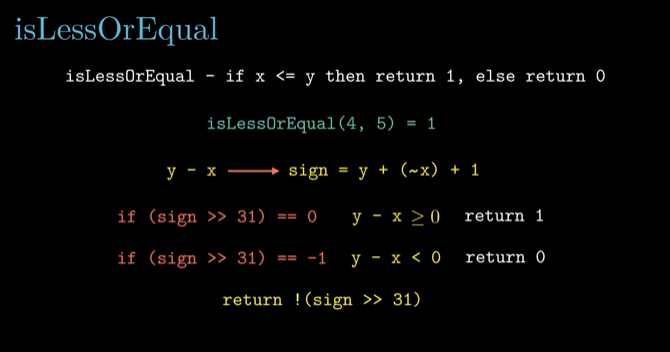 isLessOrEqual
isLessOrEqual - if x <= y then return 1, else return 0
isLessOrEqual(4, 5) = 1
y - x ⟶ sign = y + (~x) + 1
if (sign >> 31) == 0 y - x ≥ 0 return 1
if (sign >> 31) == -1 y - x < 0 return 0
return !(sign >> 31)